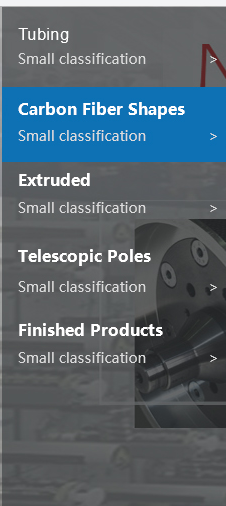 Tubing
Small classification >
Carbon Fiber Shapes
Small classification >
Extruded
Small classification >
Telescopic Poles
Small classification >
Finished Products
Small classification >